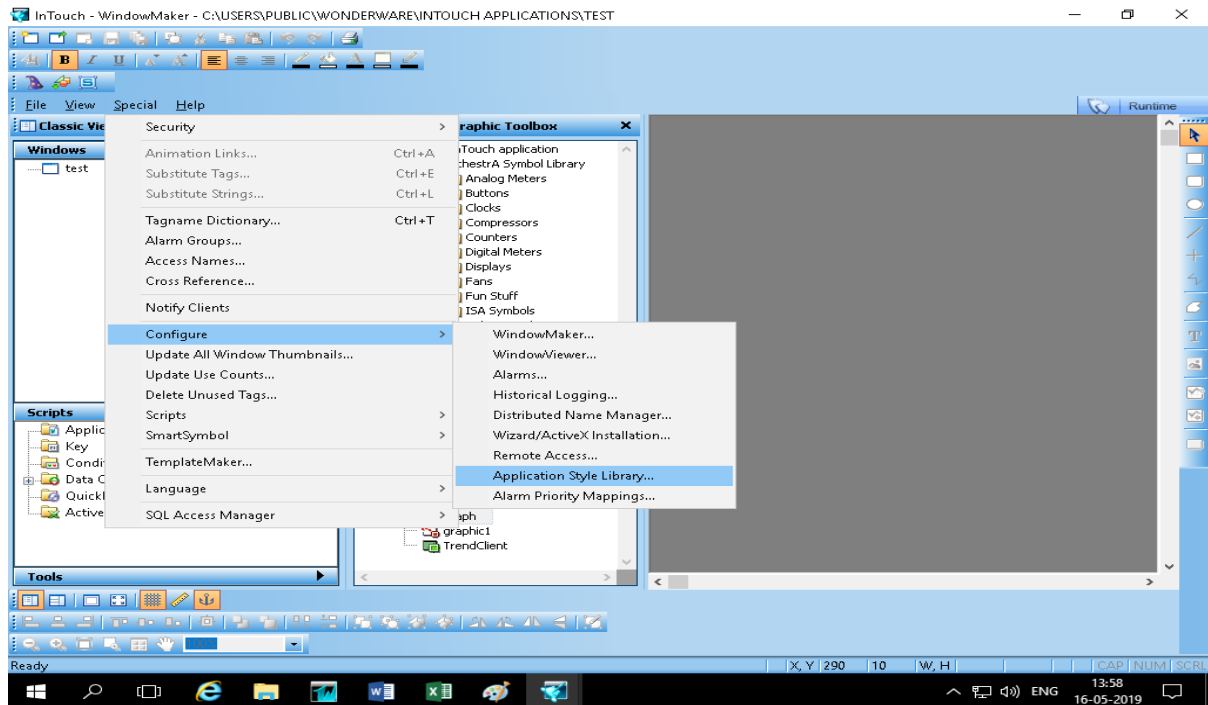 InTouch - WindowMaker - C:\USERS\PUBLIC\WONDERWARE\INTOUCH APPLICATIONS\TEST
B I U
File View Special Help
Runtime
Classic Vie
raphic Toolbox
Windows
test
Security
Animation Links... Ctrl+A
Substitute Tags... Ctrl+E
Substitute Strings... Ctrl+L
Tagname Dictionary... Ctrl+T
Alarm Groups...
Access Names...
Cross Reference...
Notify Clients
Configure
Update All Window Thumbnails...
Update Use Counts...
Delete Unused Tags...
Scripts
SmartSymbol
TemplateMaker...
Language
SQL Access Manager
Touch application
chestrA Symbol Library
Analog Meters
Buttons
Clocks
Compressors
Counters
Digital Meters
Displays
Fans
Fun Stuff
ISA Symbols
WindowMaker...
WindowViewer...
Alarms...
Historical Logging...
Distributed Name Manager...
Wizard/ActiveX Installation...
Remote Access...
Application Style Library...
Alarm Priority Mappings...
Scripts
Applic
Key
Condi
Data C
Quick
Active
aph
graphic1
TrendClient
Tools
Ready
X, Y 290 10 W, H
CAP NUM SCRL
ENG
13:58
16-05-2019